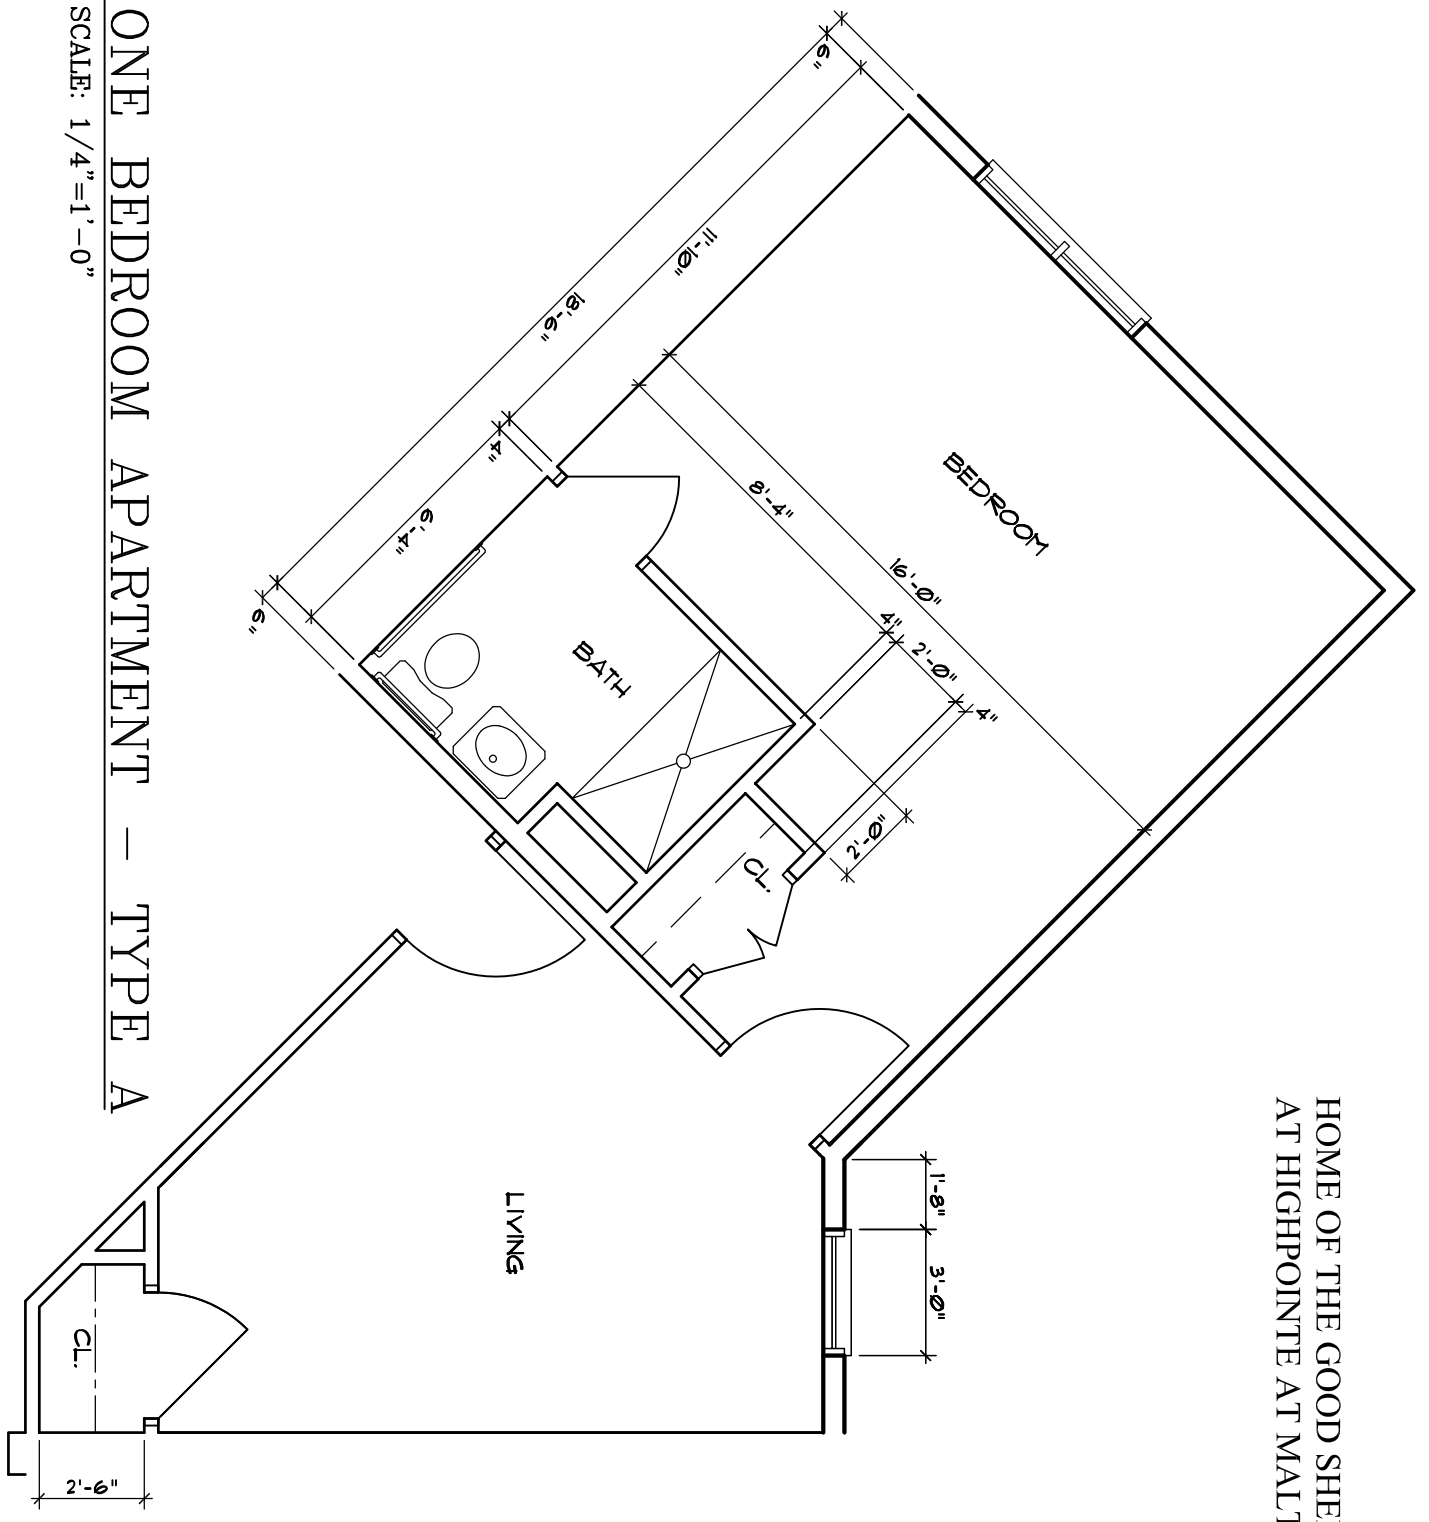 HOME OF THE GOOD SHE
AT HIGHPOINTE AT MALT
BEDROOM
BATH
CL.
LIVING
CL.
6"
11'-10"
18'-6"
4"
6'-4"
6"
8'-4"
16'-0"
4"
2'-0"
4"
2'-0"
1'-8"
3'-0"
2'-6"
ONE BEDROOM APARTMENT - TYPE A
SCALE: 1/4"=1'-0"